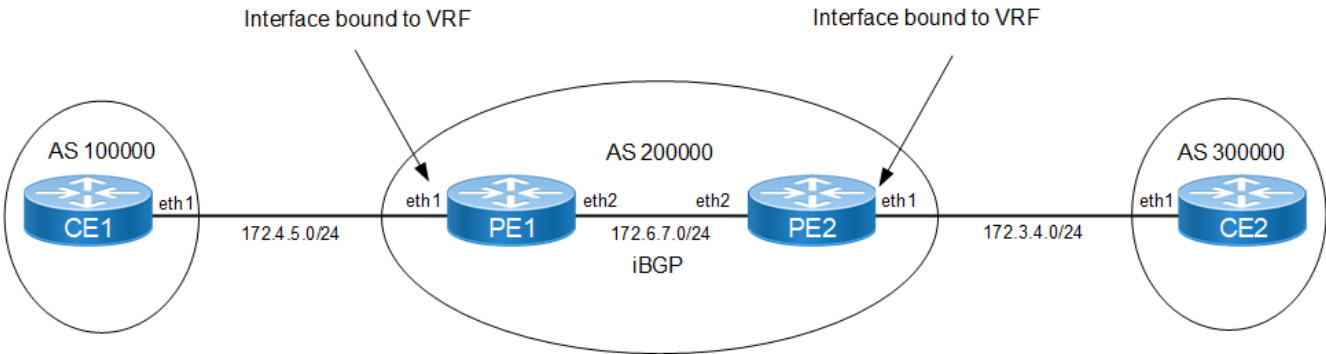 Interface bound to VRF
Interface bound to VRF
AS 100000
AS 200000
AS 300000
eth1
eth1
eth2
eth2
eth1
eth1
CE1
PE1
PE2
CE2
172.4.5.0/24
172.6.7.0/24
172.3.4.0/24
iBGP